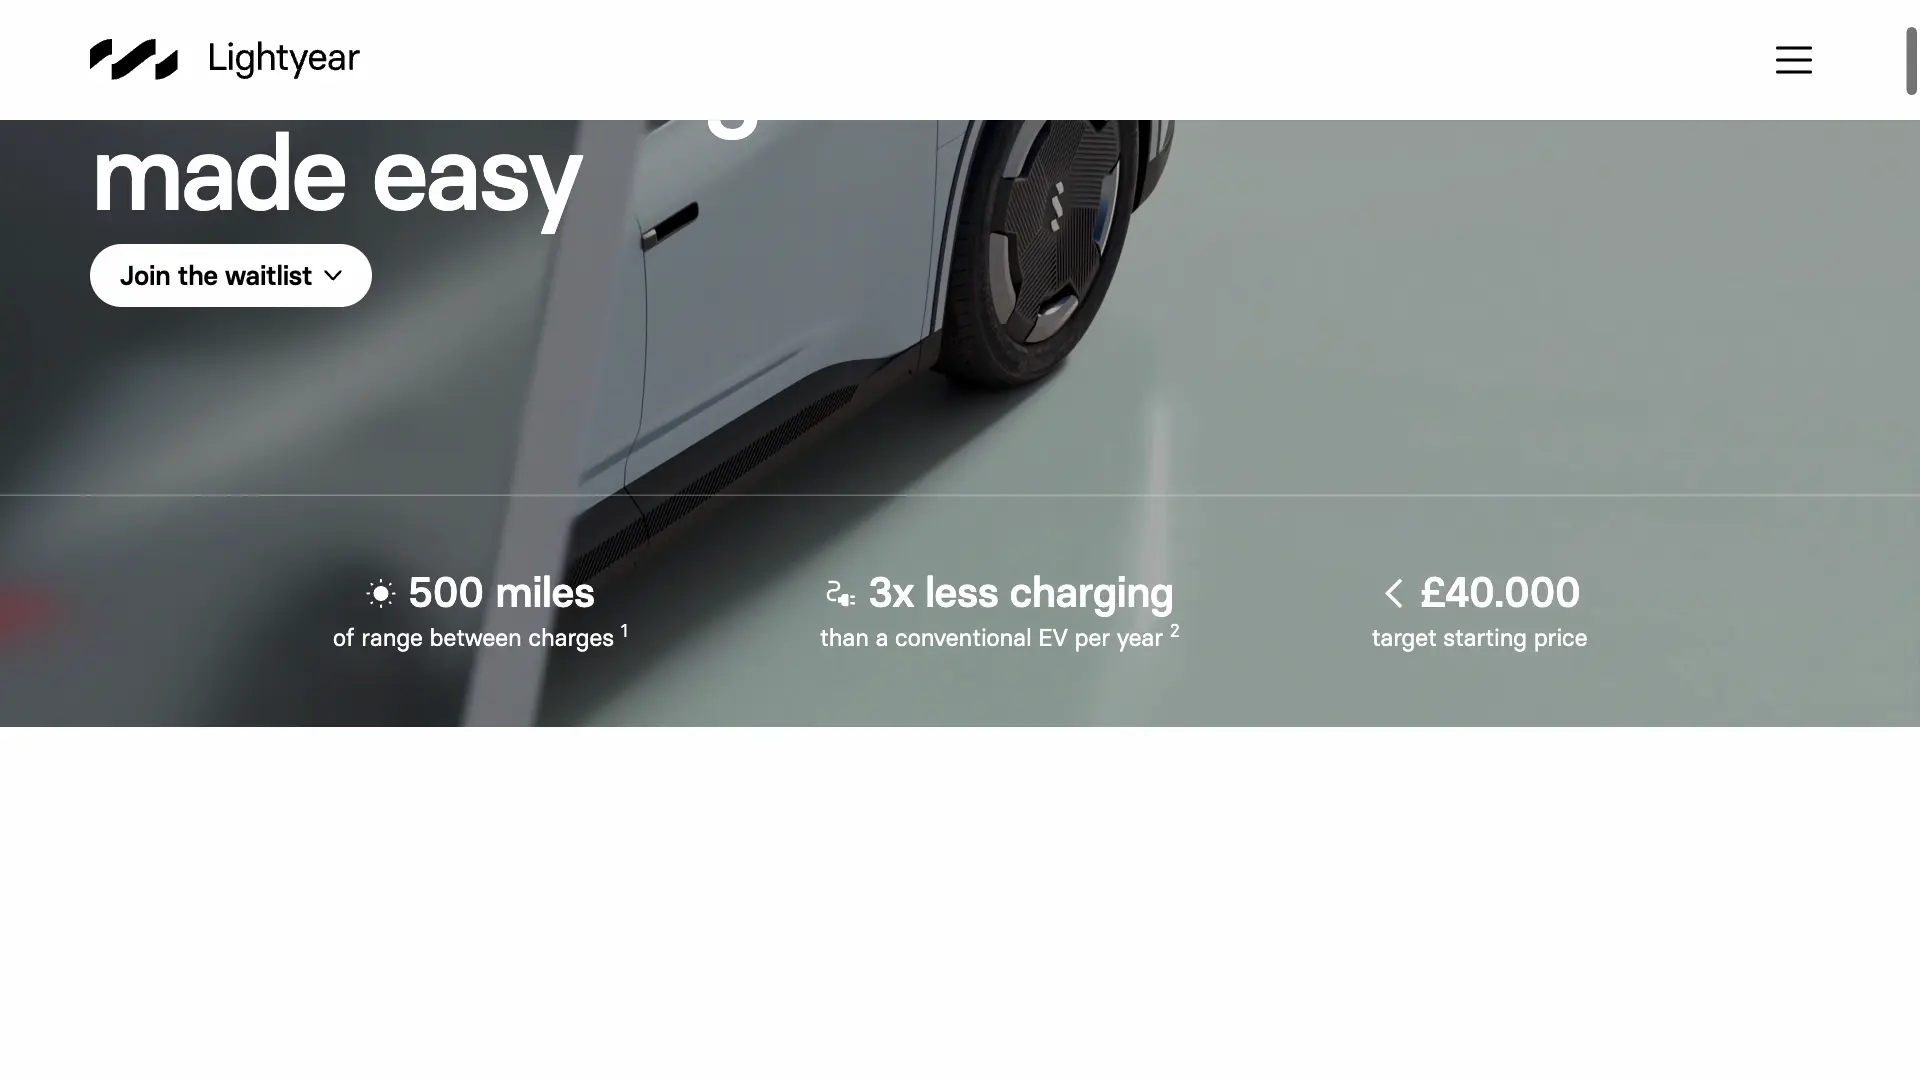 Lightyear
made easy
Join the waitlist
500 miles
of range between charges 1
3x less charging
than a conventional EV per year 2
< £40.000
target starting price